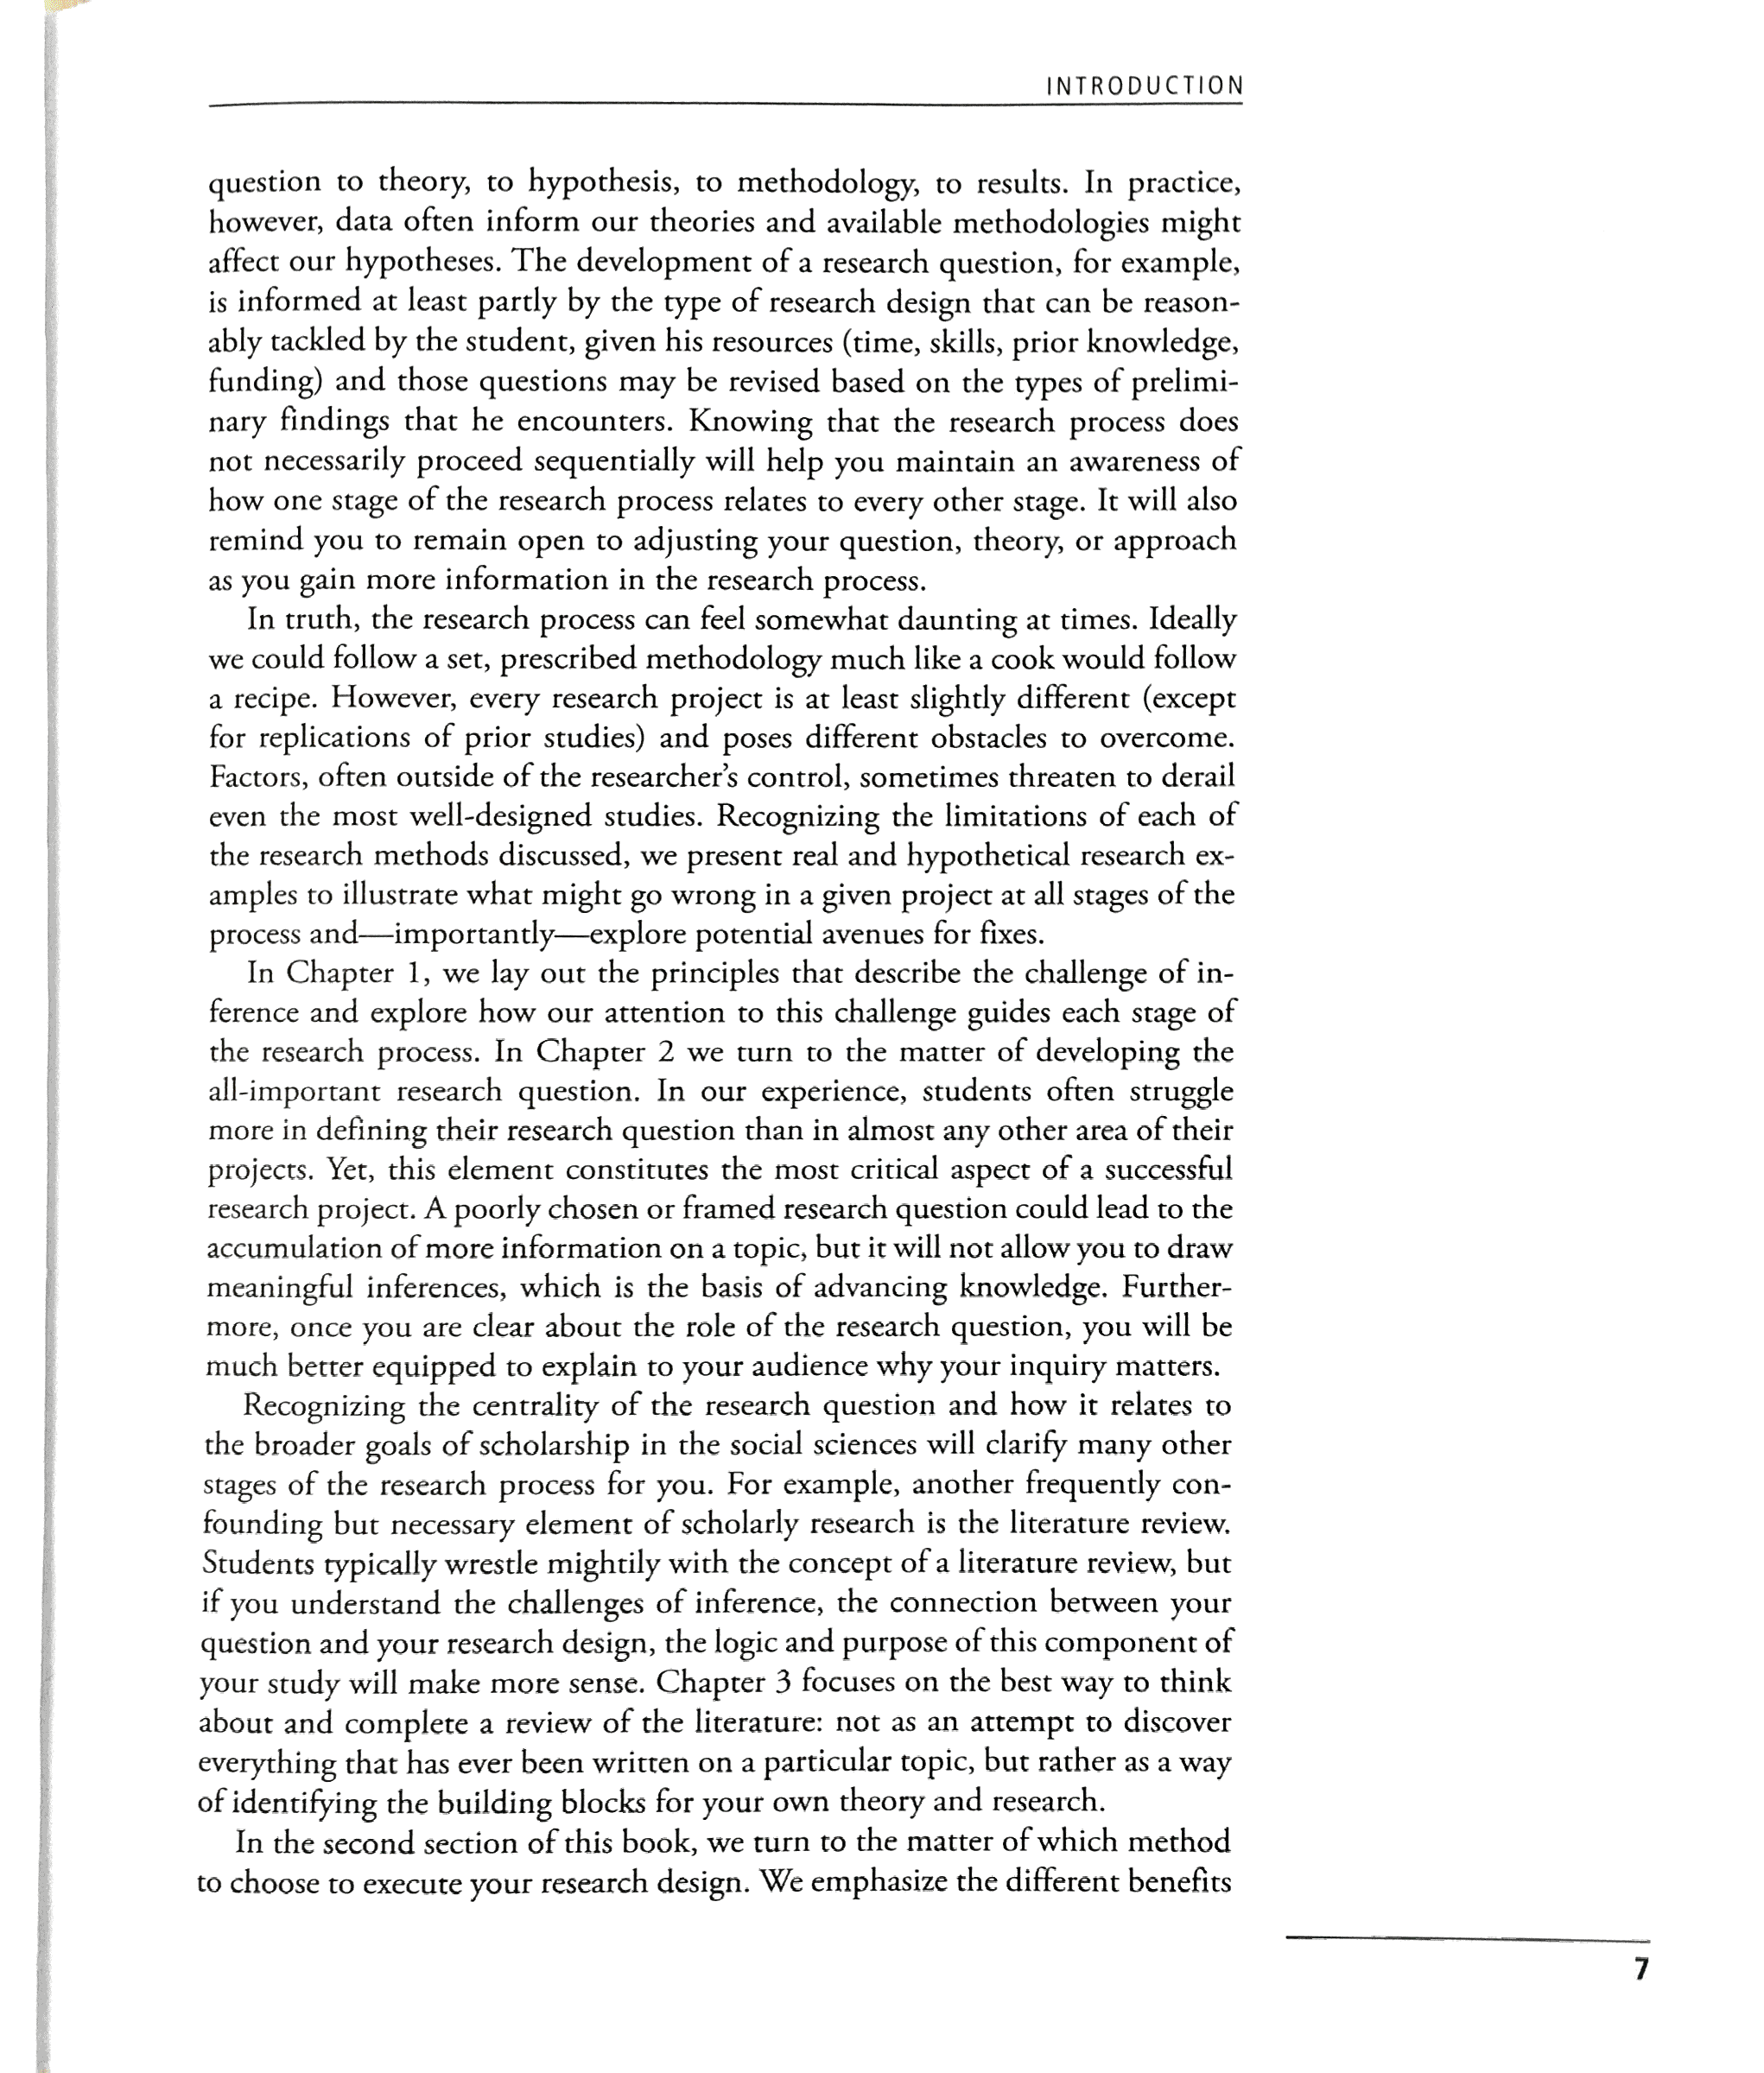 INTRODUCTION
question to theory, to hypothesis, to methodology, to results. In practice,
however, data often inform our theories and available methodologies might
affect our hypotheses. The development of a research question, for example,
is informed at least partly by the type of research design that can be reason-
ably tackled by the student, given his resources (time, skills, prior knowledge,
funding) and those questions may be revised based on the types of prelimi-
nary findings that he encounters. Knowing that the research process does
not necessarily proceed sequentially will help you maintain an awareness of
how one stage of the research process relates to every other stage. It will also
remind you to remain open to adjusting your question, theory, or approach
as you gain more information in the research process.
In truth, the research process can feel somewhat daunting at times. Ideally
we could follow a set, prescribed methodology much like a cook would follow
a recipe. However, every research project is at least slightly different (except
for replications of prior studies) and poses different obstacles to overcome.
Factors, often outside of the researcher's control, sometimes threaten to derail
even the most well-designed studies. Recognizing the limitations of each of
the research methods discussed, we present real and hypothetical research ex-
amples to illustrate what might go wrong in a given project at all stages of the
process and—importantly—explore potential avenues for fixes.
In Chapter 1, we lay out the principles that describe the challenge of in-
ference and explore how our attention to this challenge guides each stage of
the research process. In Chapter 2 we turn to the matter of developing the
all-important research question. In our experience, students often struggle
more in defining their research question than in almost any other area of their
projects. Yet, this element constitutes the most critical aspect of a successful
research project. A poorly chosen or framed research question could lead to the
accumulation of more information on a topic, but it will not allow you to draw
meaningful inferences, which is the basis of advancing knowledge. Further-
more, once you are clear about the role of the research question, you will be
much better equipped to explain to your audience why your inquiry matters.
Recognizing the centrality of the research question and how it relates to
the broader goals of scholarship in the social sciences will clarify many other
stages of the research process for you. For example, another frequently con-
founding but necessary element of scholarly research is the literature review.
Students typically wrestle mightily with the concept of a literature review, but
if you understand the challenges of inference, the connection between your
question and your research design, the logic and purpose of this component of
your study will make more sense. Chapter 3 focuses on the best way to think
about and complete a review of the literature: not as an attempt to discover
everything that has ever been written on a particular topic, but rather as a way
of identifying the building blocks for your own theory and research.
In the second section of this book, we turn to the matter of which method
to choose to execute your research design. We emphasize the different benefits
7